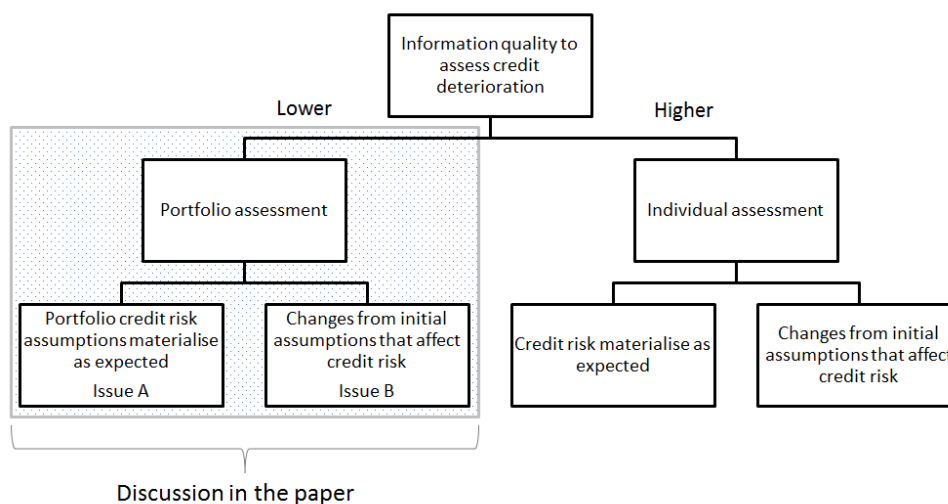 Information quality to
assess credit
deterioration
Lower
Higher
Portfolio assessment
Individual assessment
Portfolio credit risk
assumptions materialise
as expected
Issue A
Changes from initial
assumptions that affect
credit risk
Issue B
Credit risk materialise as
expected
Changes from initial
assumptions that affect
credit risk
Discussion in the paper